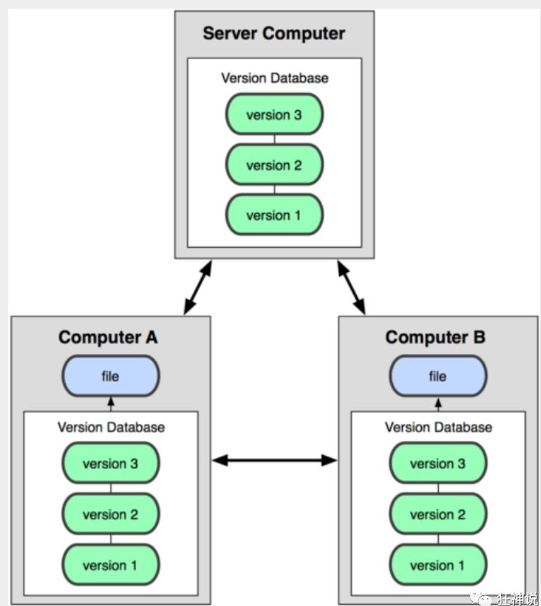 Server Computer
Version Database
version 3
version 2
version 1
Computer A
file
Version Database
version 3
version 2
version 1
Computer B
file
Version Database
version 3
version 2
version 1
狂神说